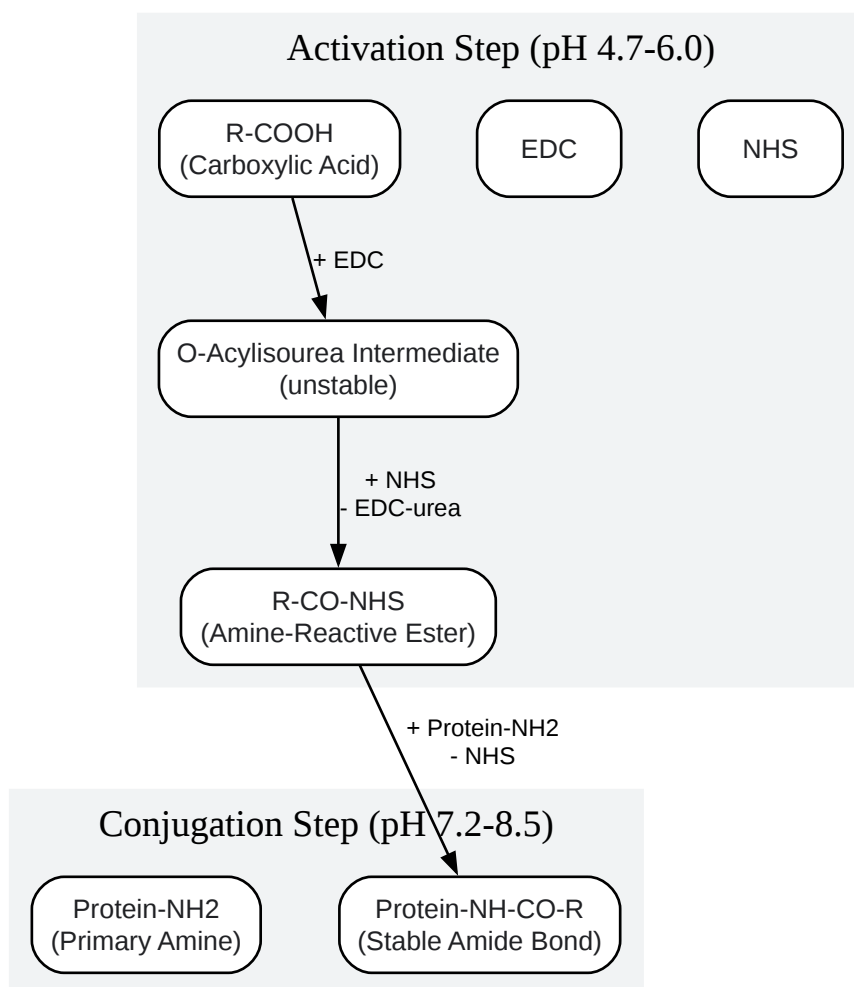 Activation Step (pH 4.7-6.0)
R-COOH
(Carboxylic Acid)
EDC
NHS
+ EDC
O-Acylisourea Intermediate
(unstable)
+ NHS
- EDC-urea
R-CO-NHS
(Amine-Reactive Ester)
+ Protein-NH2
- NHS
Conjugation Step (pH 7.2-8.5)
Protein-NH2
(Primary Amine)
Protein-NH-CO-R
(Stable Amide Bond)